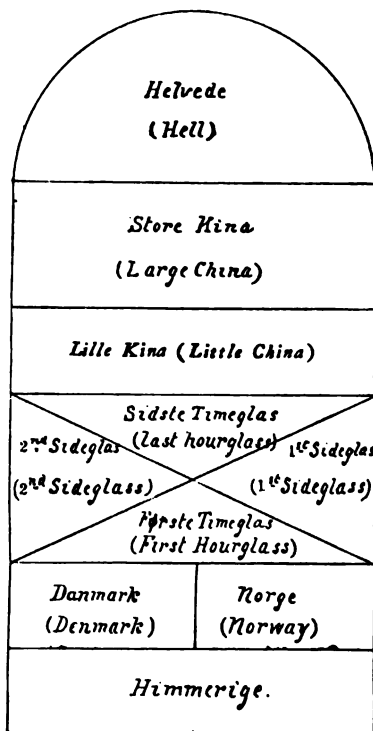 Helvede
(Hell)
Store Kina
(Large China)
Lille Kina (Little China)
Sidste Timeglas
(last hourglass)
2nd Sideglas
(2nd Sideglass)
1st Sideglas
(1st Sideglass)
Første Timeglas
(First Hourglass)
Danmark
(Denmark)
Norge
(Norway)
Himmerige.